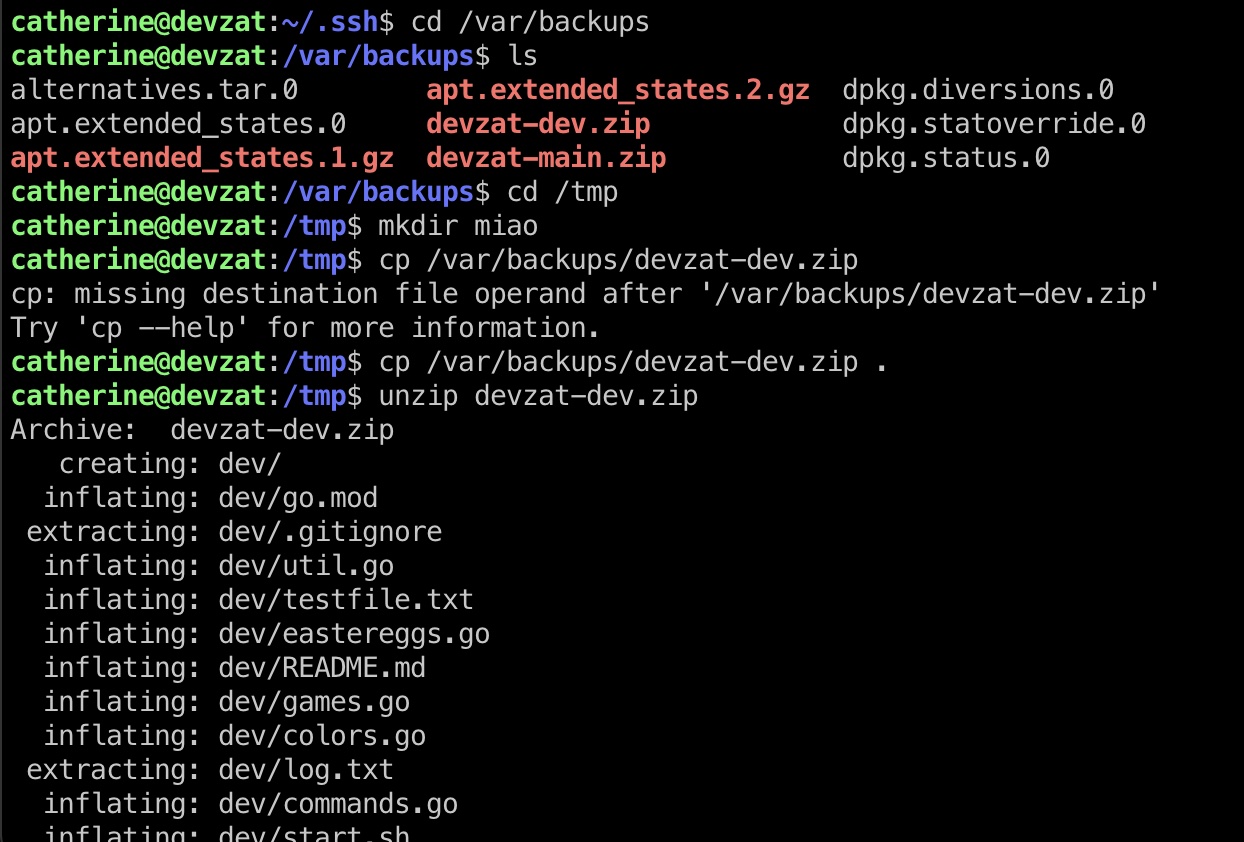 catherine@devzat:~/.ssh$ cd /var/backups
catherine@devzat:/var/backups$ ls
alternatives.tar.0        apt.extended_states.2.gz  dpkg.diversions.0
apt.extended_states.0     devzat-dev.zip            dpkg.statoverride.0
apt.extended_states.1.gz  devzat-main.zip           dpkg.status.0
catherine@devzat:/var/backups$ cd /tmp
catherine@devzat:/tmp$ mkdir miao
catherine@devzat:/tmp$ cp /var/backups/devzat-dev.zip
cp: missing destination file operand after '/var/backups/devzat-dev.zip'
Try 'cp --help' for more information.
catherine@devzat:/tmp$ cp /var/backups/devzat-dev.zip .
catherine@devzat:/tmp$ unzip devzat-dev.zip
Archive:  devzat-dev.zip
   creating: dev/
  inflating: dev/go.mod
 extracting: dev/.gitignore
  inflating: dev/util.go
  inflating: dev/testfile.txt
  inflating: dev/eastereggs.go
  inflating: dev/README.md
  inflating: dev/games.go
  inflating: dev/colors.go
 extracting: dev/log.txt
  inflating: dev/commands.go
  inflating: dev/start.sh